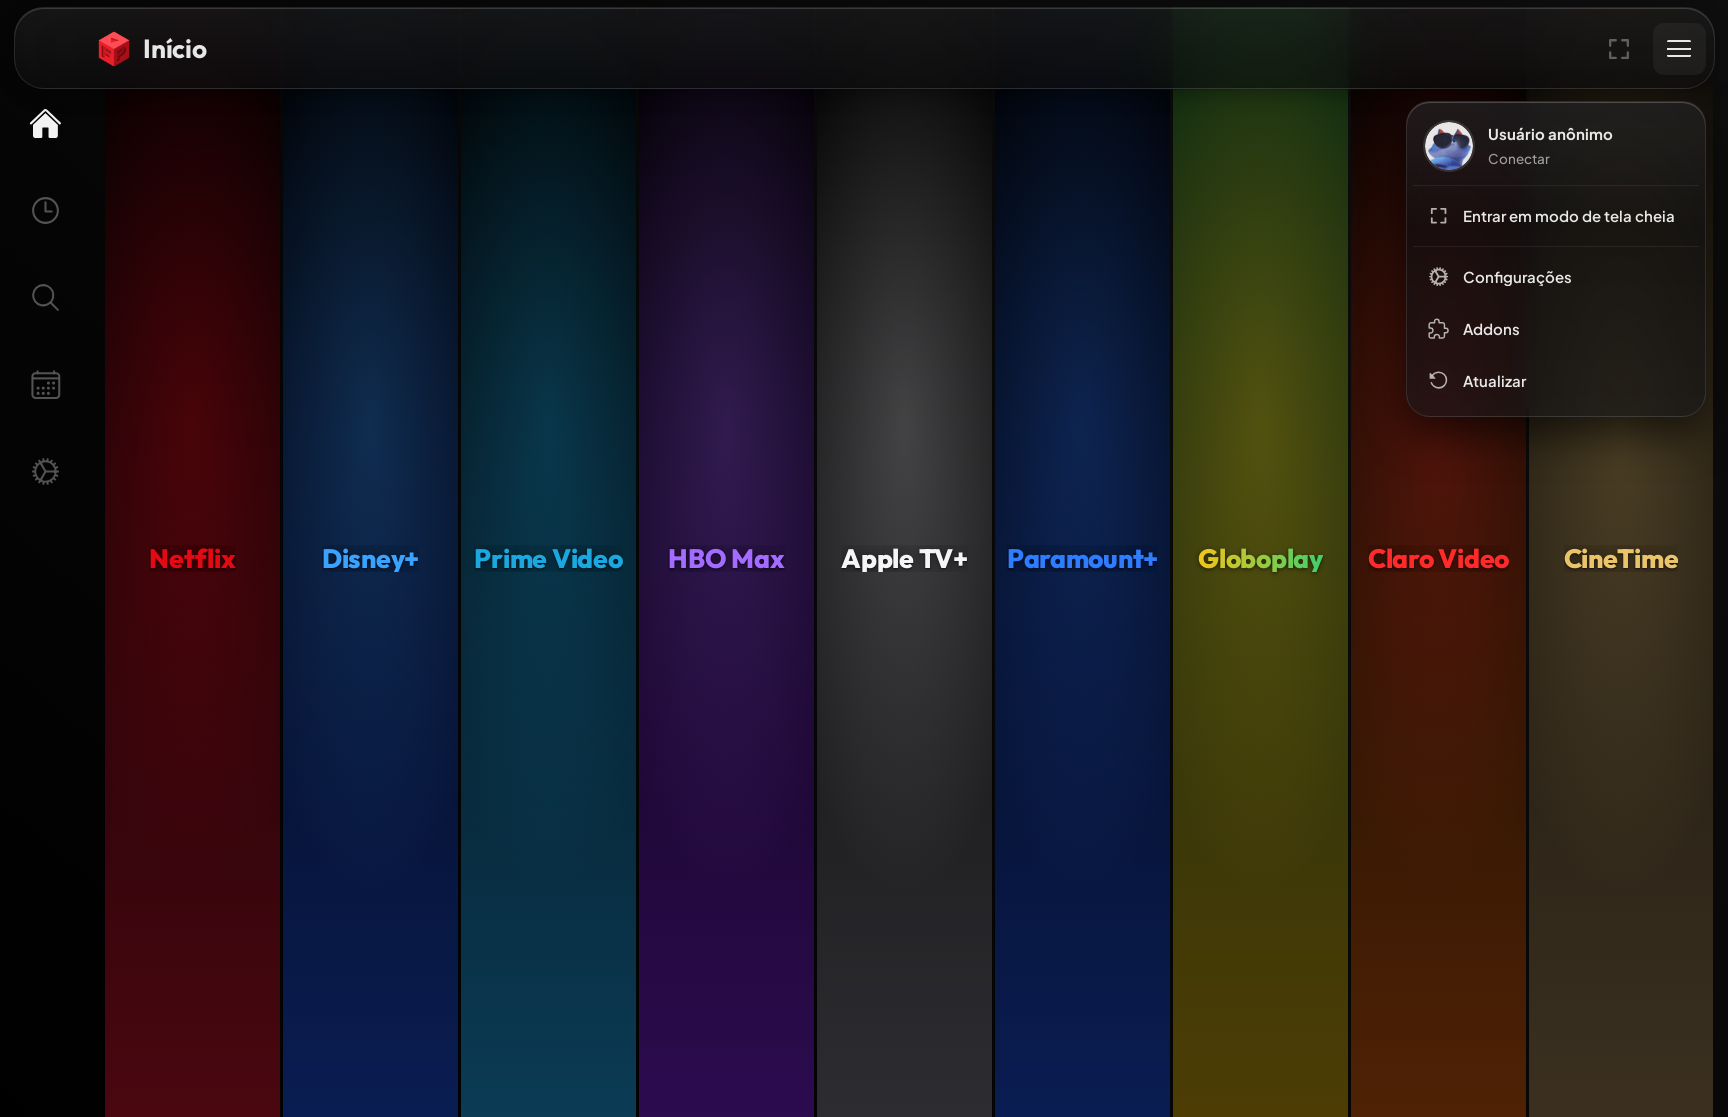 Início
Usuário anônimo
Conectar
Entrar em modo de tela cheia
Configurações
Addons
Atualizar
Netflix
Disney+
Prime Video
HBO Max
Apple TV+
Paramount+
Globoplay
Claro Video
CineTime